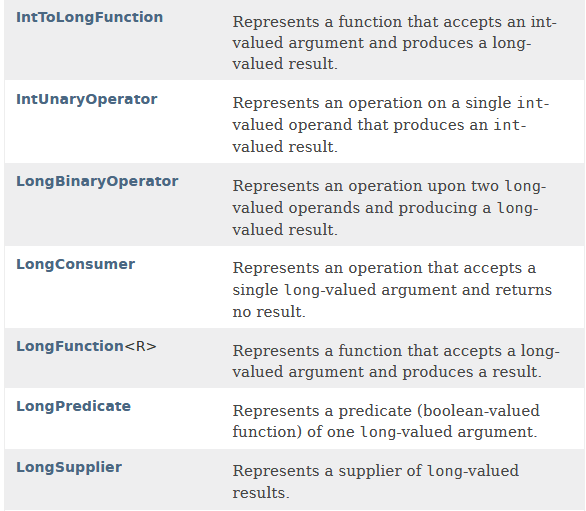 IntToLongFunction
Represents a function that accepts an int-
valued argument and produces a long-
valued result.
IntUnaryOperator
Represents an operation on a single int-
valued operand that produces an int-
valued result.
LongBinaryOperator
Represents an operation upon two long-
valued operands and producing a long-
valued result.
LongConsumer
Represents an operation that accepts a
single long-valued argument and returns
no result.
LongFunction<R>
Represents a function that accepts a long-
valued argument and produces a result.
LongPredicate
Represents a predicate (boolean-valued
function) of one long-valued argument.
LongSupplier
Represents a supplier of long-valued
results.